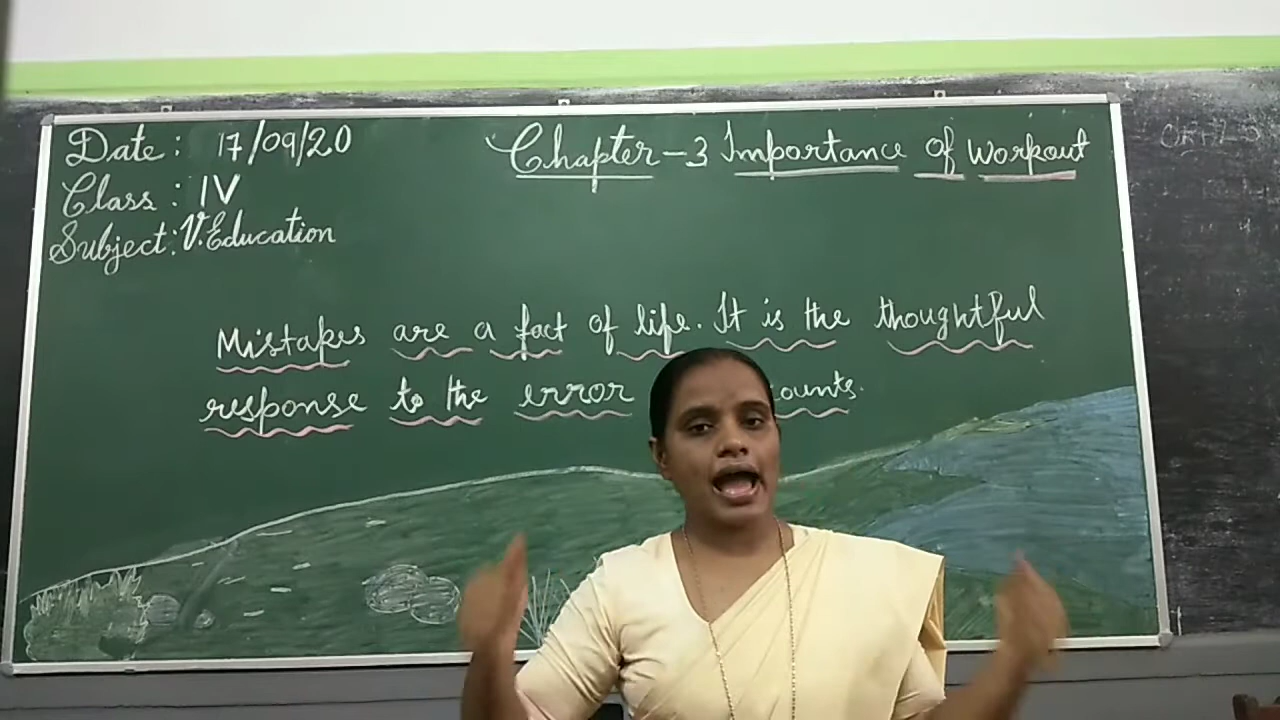 Date: 17/09/20
Chapter-3 Importance of Workout
Class: IV
Subject: V.Education
Mistakes are a fact of life. It is the thoughtful
response to the error ounts.